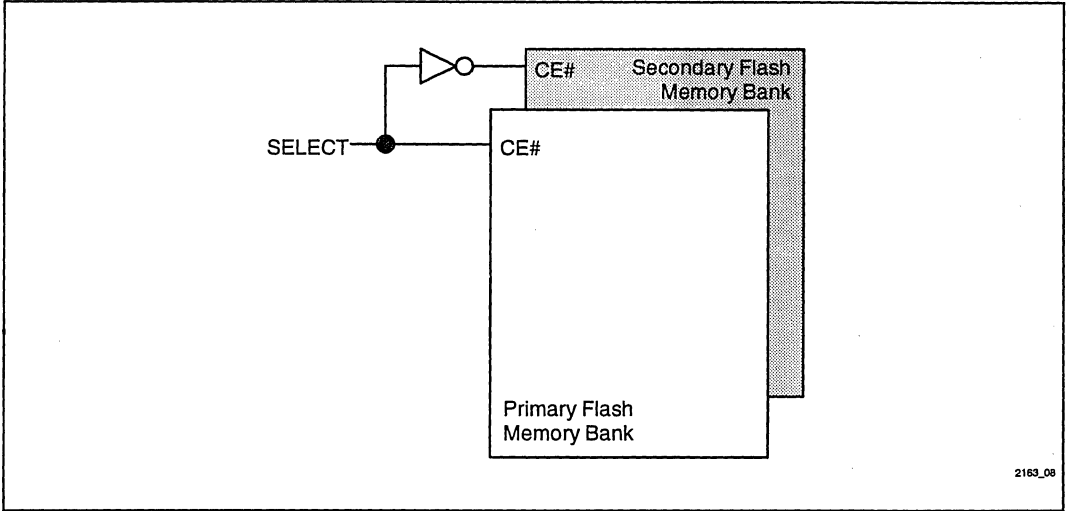 CE#
Secondary Flash
Memory Bank
SELECT
CE#
Primary Flash
Memory Bank
2163_08